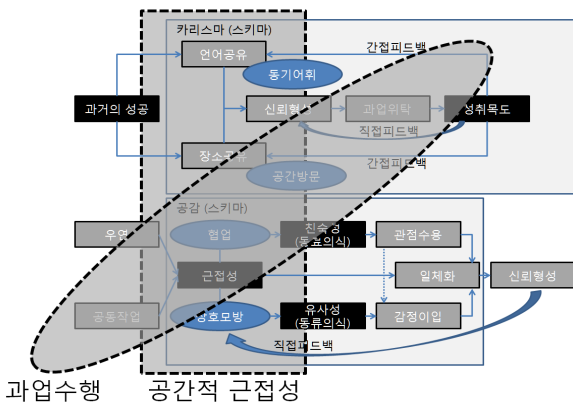 카리스마 (스키마)
간접피드백
언어공유
동기어휘
과거의 성공
신뢰형성
과업위탁
성취목도
직접피드백
장소공유
간접피드백
공간방문
공감 (스키마)
우연
협업
친숙성
(동료의식)
관점수용
근접성
일체화
신뢰형성
공동작업
상호모방
유사성
(동류의식)
감정이입
직접피드백
과업수행
공간적 근접성